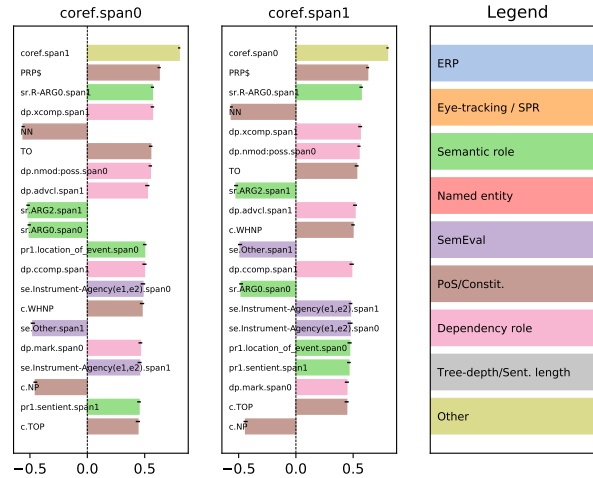 coref.span0
coref.span1
PRP$
sr.R-ARG0.span1
dp.xcomp.span1
NN
TO
dp.nmod:poss.span0
dp.advcl.span1
sr.ARG2.span1
sr.ARG0.span0
pr1.location_of_event.span0
dp.ccomp.span1
se.Instrument-Agency(e1,e2).span0
c.WHNP
se.Other.span1
dp.mark.span0
se.Instrument-Agency(e1,e2).span1
c.NP
pr1.sentient.span1
c.TOP
−0.5 0.0 0.5
coref.span1
coref.span0
PRP$
sr.R-ARG0.span1
NN
dp.xcomp.span1
dp.nmod:poss.span0
TO
sr.ARG2.span1
dp.advcl.span1
c.WHNP
se.Other.span1
dp.ccomp.span1
sr.ARG0.span0
se.Instrument-Agency(e1,e2).span1
se.Instrument-Agency(e1,e2).span0
pr1.location_of_event.span0
pr1.sentient.span1
dp.mark.span0
c.TOP
c.NP
−0.5 0.0 0.5
Legend
ERP
Eye-tracking / SPR
Semantic role
Named entity
SemEval
PoS/Constit.
Dependency role
Tree-depth/Sent. length
Other